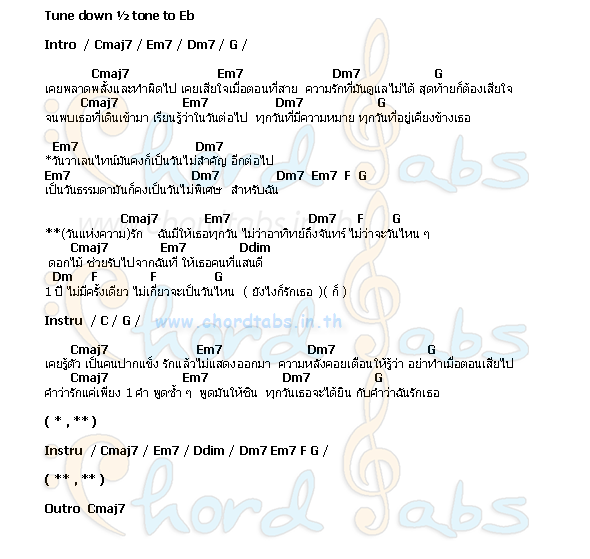 Tune down ½ tone to Eb
Intro / Cmaj7 / Em7 / Dm7 / G /
Cmaj7 Em7 Dm7 G
เคยพลาดพลั้งและทำผิดไป เคยเสียใจเมื่อตอนที่สาย ความรักที่มันดูแลไม่ได้ สุดท้ายก็ต้องเสียใจ
Cmaj7 Em7 Dm7 G
จนพบเธอที่เดินเข้ามา เรียนรู้ว่าในวันต่อไป ทุกวันที่มีความหมาย ทุกวันที่อยู่เคียงข้างเธอ
Em7 Dm7
*วันวาเลนไทน์มันคงก็เป็นวันไม่สำคัญ อีกต่อไป
Em7 Dm7 Dm7 Em7 F G
เป็นวันธรรมดามันก็คงเป็นวันไม่พิเศษ สำหรับฉัน
Cmaj7 Em7 Dm7 F G
**(วันแห่งความ)รัก ฉันมีให้เธอทุกวัน ไม่ว่าอาทิทย์ถึงจันทร์ ไม่ว่าจะวันไหน ๆ
Cmaj7 Em7 Ddim
ดอกไม้ ช่วยรับไปจากฉันที ให้เธอคนที่แสนดี
Dm F F G
1 ปี ไม่มีครั้งเดียว ไม่เกี่ยวจะเป็นวันไหน ( ยังไงก็รักเธอ )( ก็ )
Instru / C / G /
www.chordtabs.in.th
Cmaj7 Em7 Dm7 G
เคยรู้ตัว เป็นคนปากแข็ง รักแล้วไม่แสดงออกมา ความหลังคอยเตือนให้รู้ว่า อย่าทำเมื่อตอนเสียไป
Cmaj7 Em7 Dm7 G
คำว่ารักแค่เพียง 1 คำ พูดซ้ำ ๆ พูดมันให้ชิน ทุกวันเธอจะได้ยิน กับคำว่าฉันรักเธอ
( * , ** )
Instru / Cmaj7 / Em7 / Ddim / Dm7 Em7 F G /
( ** , ** )
Outro Cmaj7